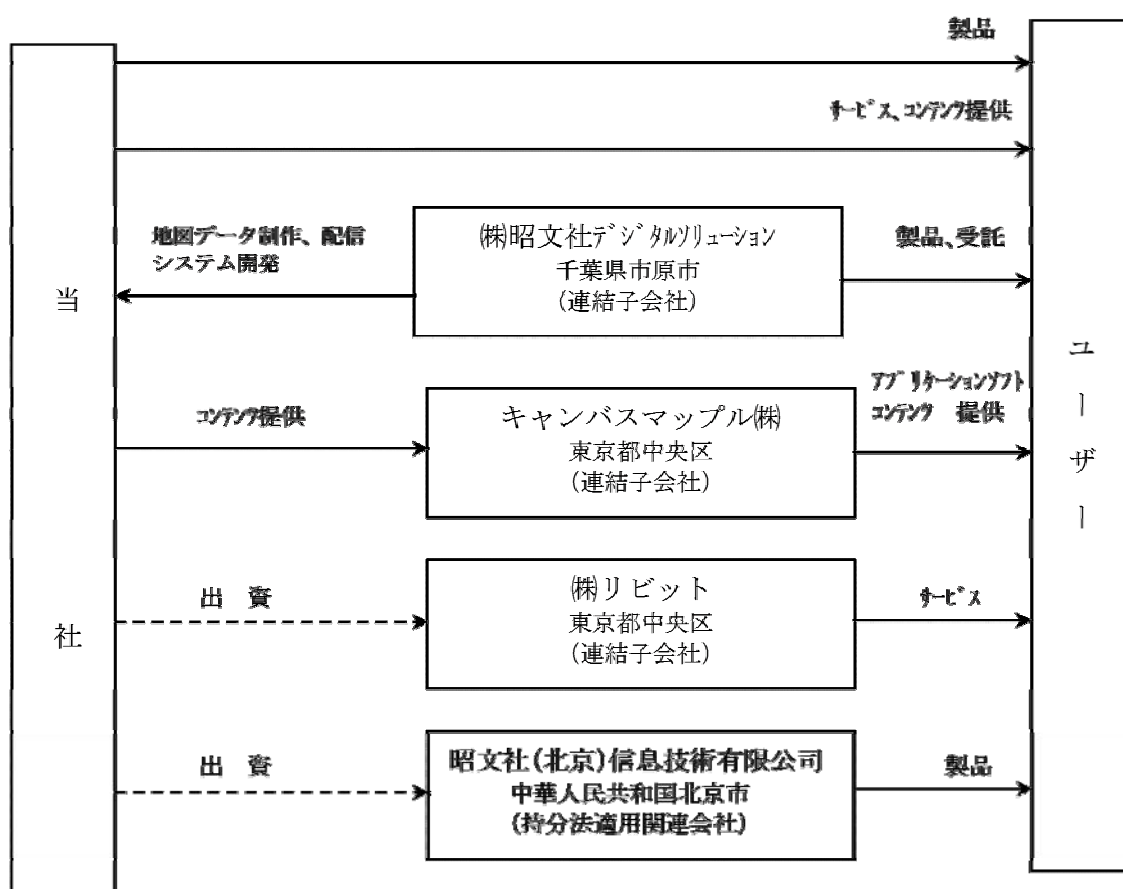 製品
サービス、コンテンツ提供
地図データ制作、配信
システム開発
㈱昭文社デジタルソリューション
千葉県市原市
(連結子会社)
製品、受託
当
社
ユーザー
コンテンツ提供
キャンバスマップル㈱
東京都中央区
(連結子会社)
アプリケーションソフト
コンテンツ 提供
出 資
㈱リビット
東京都中央区
(連結子会社)
サービス
出 資
昭文社(北京)信息技術有限公司
中華人民共和国北京市
(持分法適用関連会社)
製品